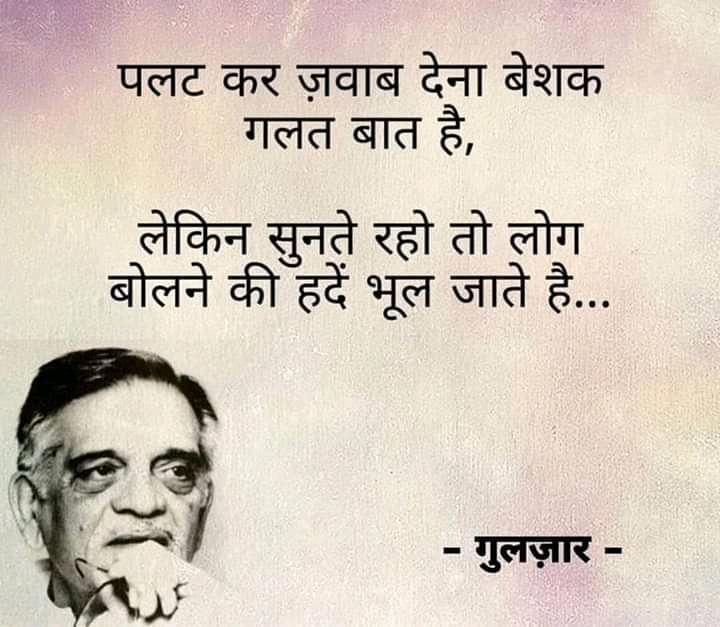 पलट कर ज़वाब देना बेशक
गलत बात है,
लेकिन सुनते रहो तो लोग
बोलने की हदें भूल जाते है...
- गुलज़ार -